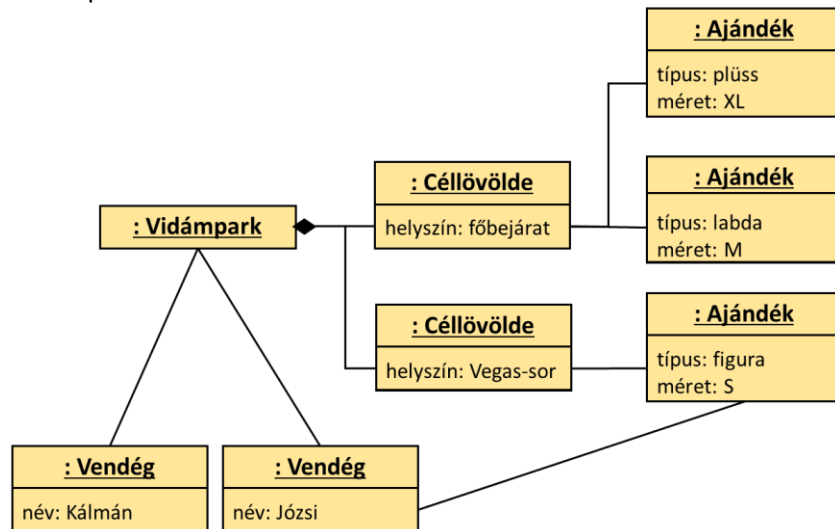 : Ajándék
típus: plüss
méret: XL
: Céllövölde
helyszín: főbejárat
: Ajándék
típus: labda
méret: M
: Vidámpark
: Céllövölde
helyszín: Vegas-sor
: Ajándék
típus: figura
méret: S
: Vendég
név: Kálmán
: Vendég
név: Józsi